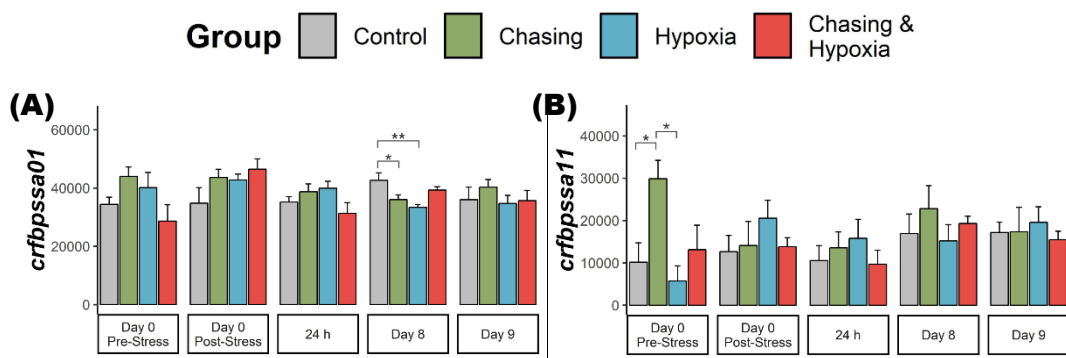 Group Control Chasing Hypoxia Chasing &
Hypoxia
(A)
crfbpssa01
60000
40000
20000
0
**
*
Day 0
Pre-Stress
Day 0
Post-Stress
24 h
Day 8
Day 9
(B)
crfbpssa11
40000
30000
20000
10000
0
* *
Day 0
Pre-Stress
Day 0
Post-Stress
24 h
Day 8
Day 9